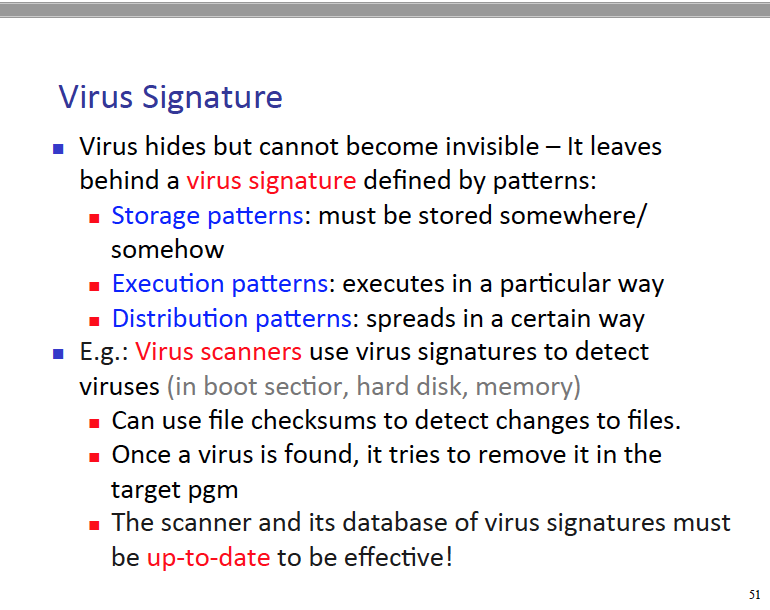 Virus Signature
Virus hides but cannot become invisible – It leaves
behind a virus signature defined by patterns:
Storage patterns: must be stored somewhere/
somehow
Execution patterns: executes in a particular way
Distribution patterns: spreads in a certain way
E.g.: Virus scanners use virus signatures to detect
viruses (in boot sectior, hard disk, memory)
Can use file checksums to detect changes to files.
Once a virus is found, it tries to remove it in the
target pgm
The scanner and its database of virus signatures must
be up-to-date to be effective!
51